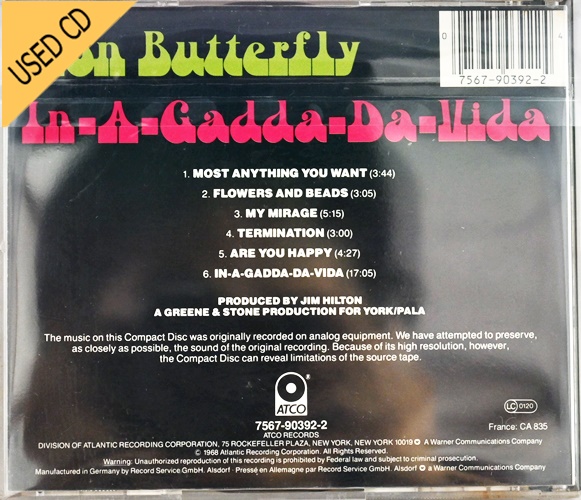 USED CD
on Butterfly
0 4
7567-90392-2
In-A-Gadda-Da-Vida
1. MOST ANYTHING YOU WANT (3:44)
2. FLOWERS AND BEADS (3:05)
3. MY MIRAGE (5:15)
4. TERMINATION (3:00)
5. ARE YOU HAPPY (4:27)
6. IN-A-GADDA-DA-VIDA (17:05)
PRODUCED BY JIM HILTON
A GREENE & STONE PRODUCTION FOR YORK/PALA
The music on this Compact Disc was originally recorded on analog equipment. We have attempted to preserve,
as closely as possible, the sound of the original recording. Because of its high resolution, however,
the Compact Disc can reveal limitations of the source tape.
ATCO ®
LC 0120
7567-90392-2
France: CA 835
ATCO RECORDS
DIVISION OF ATLANTIC RECORDING CORPORATION, 75 ROCKEFELLER PLAZA, NEW YORK, NEW YORK 10019 A Warner Communications Company
© 1968 Atlantic Recording Corporation. All Rights Reserved.
Warning: Unauthorized reproduction of this recording is prohibited by Federal law and subject to criminal prosecution.
Manufactured in Germany by Record Service GmbH. Alsdorf · Pressé en Allemagne par Record Service GmbH. Alsdorf a Warner Communications Company